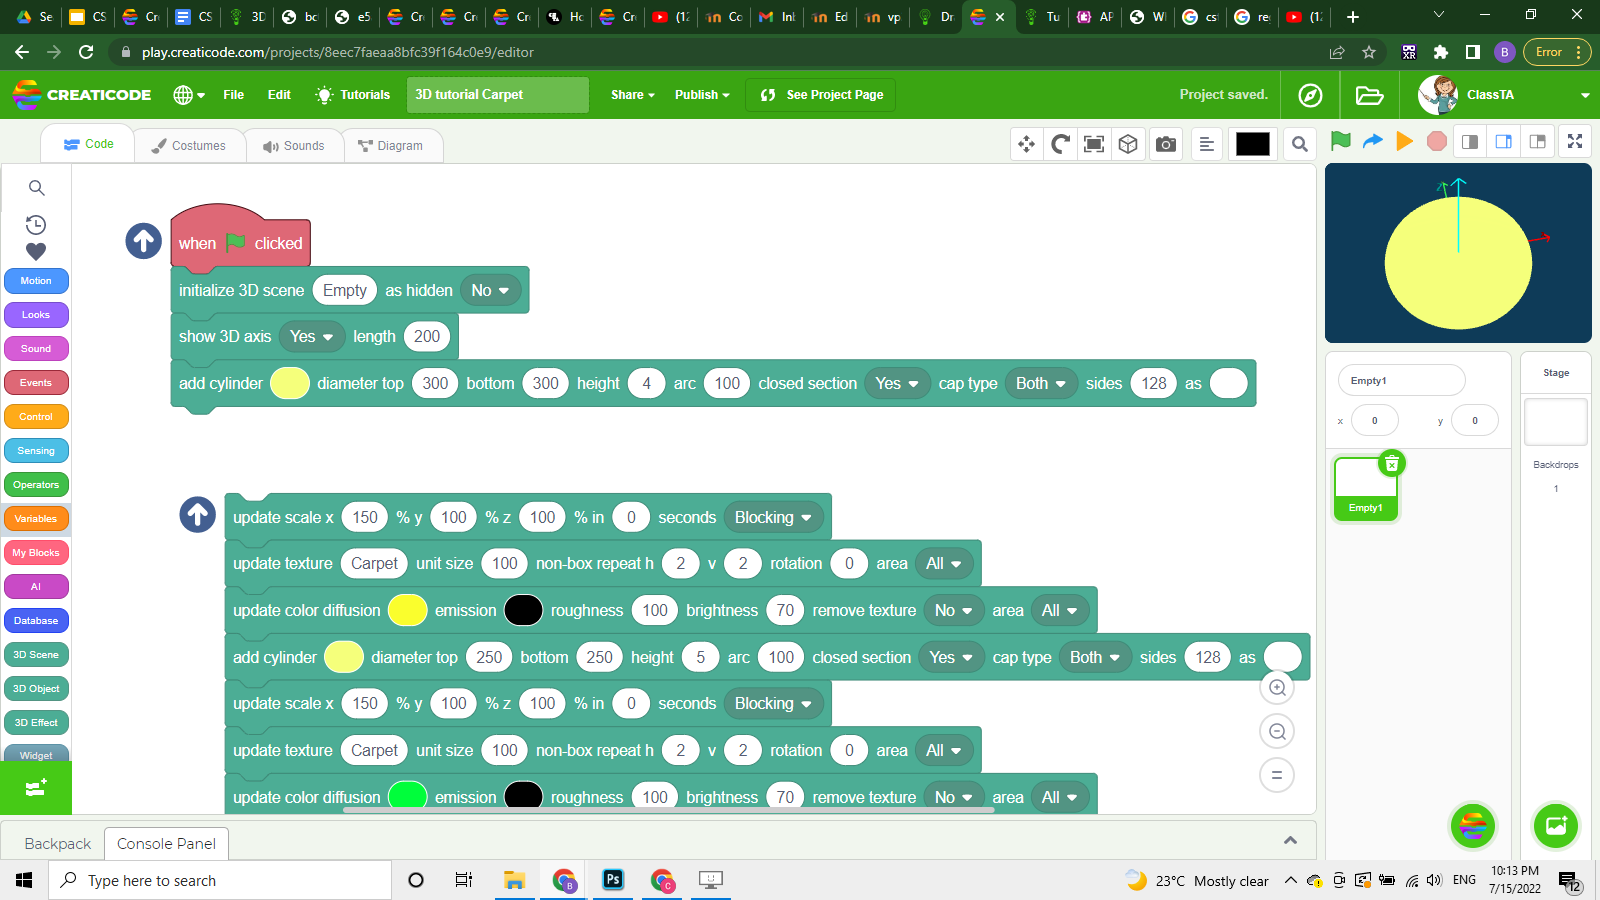 Se
CS
Cr
CS
3D
bc
e5
Cr
Cr
Cr
Hc
Cr
(12
Co
Inl
Ed
vp
Dr
Tu
AP
WI
cs
re
(12
play.creaticode.com/projects/8eec7faeaa8bfc39f164c0e9/editor
XR
B
Error
CREATICODE
File
Edit
Tutorials
3D tutorial Carpet
Share
Publish
See Project Page
Project saved.
ClassTA
Code
Costumes
Sounds
Diagram
Motion
Looks
Sound
Events
Control
Sensing
Operators
Variables
My Blocks
AI
Database
3D Scene
3D Object
3D Effect
Widget
when clicked
initialize 3D scene Empty as hidden No
show 3D axis Yes length 200
add cylinder diameter top 300 bottom 300 height 4 arc 100 closed section Yes cap type Both sides 128 as
update scale x 150 % y 100 % z 100 % in 0 seconds Blocking
update texture Carpet unit size 100 non-box repeat h 2 v 2 rotation 0 area All
update color diffusion emission roughness 100 brightness 70 remove texture No area All
add cylinder diameter top 250 bottom 250 height 5 arc 100 closed section Yes cap type Both sides 128 as
update scale x 150 % y 100 % z 100 % in 0 seconds Blocking
update texture Carpet unit size 100 non-box repeat h 2 v 2 rotation 0 area All
update color diffusion emission roughness 100 brightness 70 remove texture No area All
Z
Empty1
x 0 y 0
Empty1
Stage
Backdrops
1
Backpack
Console Panel
Type here to search
B
Ps
C
23°C Mostly clear
ENG
10:13 PM
7/15/2022
12